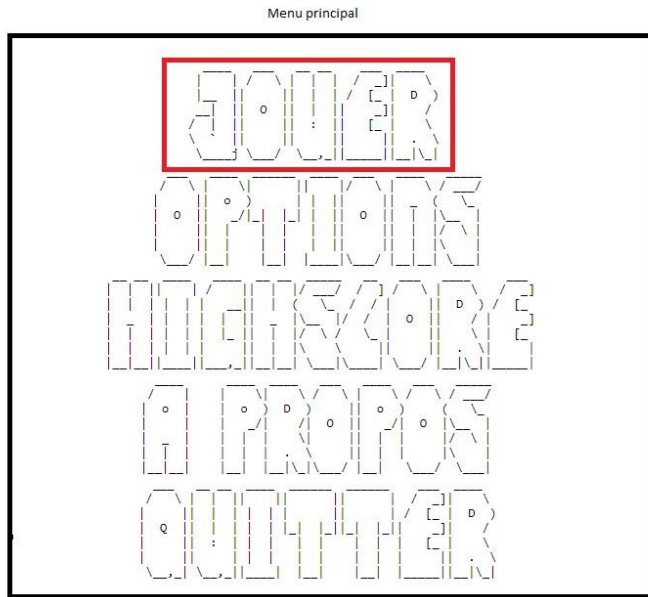 Menu principal
JOUER
OPTIONS
HIGHSCORE
A PROPOS
QUITTER